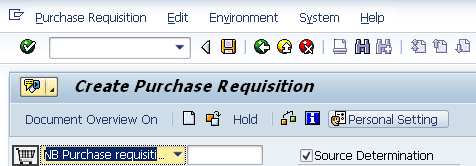 Purchase Requisition Edit Environment System Help
Create Purchase Requisition
Document Overview On Hold Personal Setting
NB Purchase requisiti... Source Determination